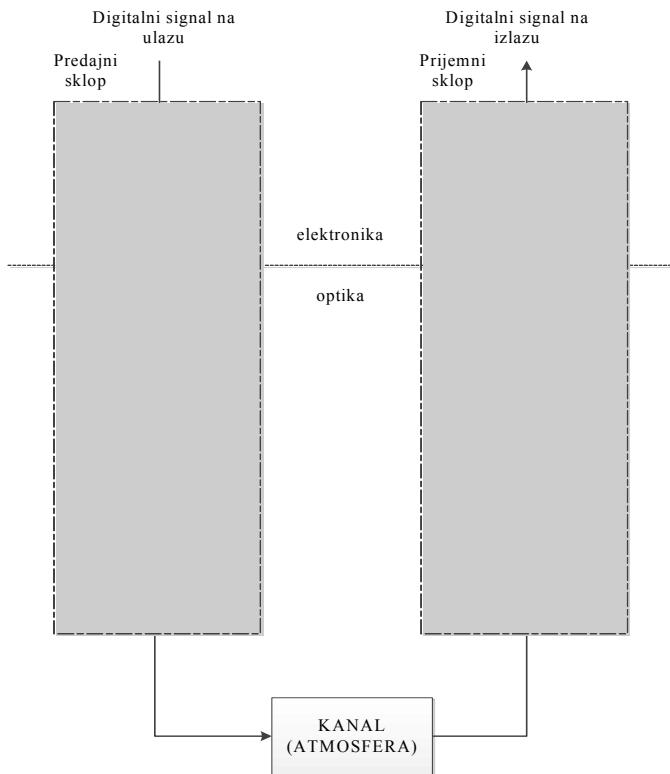 Digitalni signal na
ulazu
Digitalni signal na
izlazu
Predajni
sklop
Prijemni
sklop
elektronika
optika
KANAL
(ATMOSFERA)